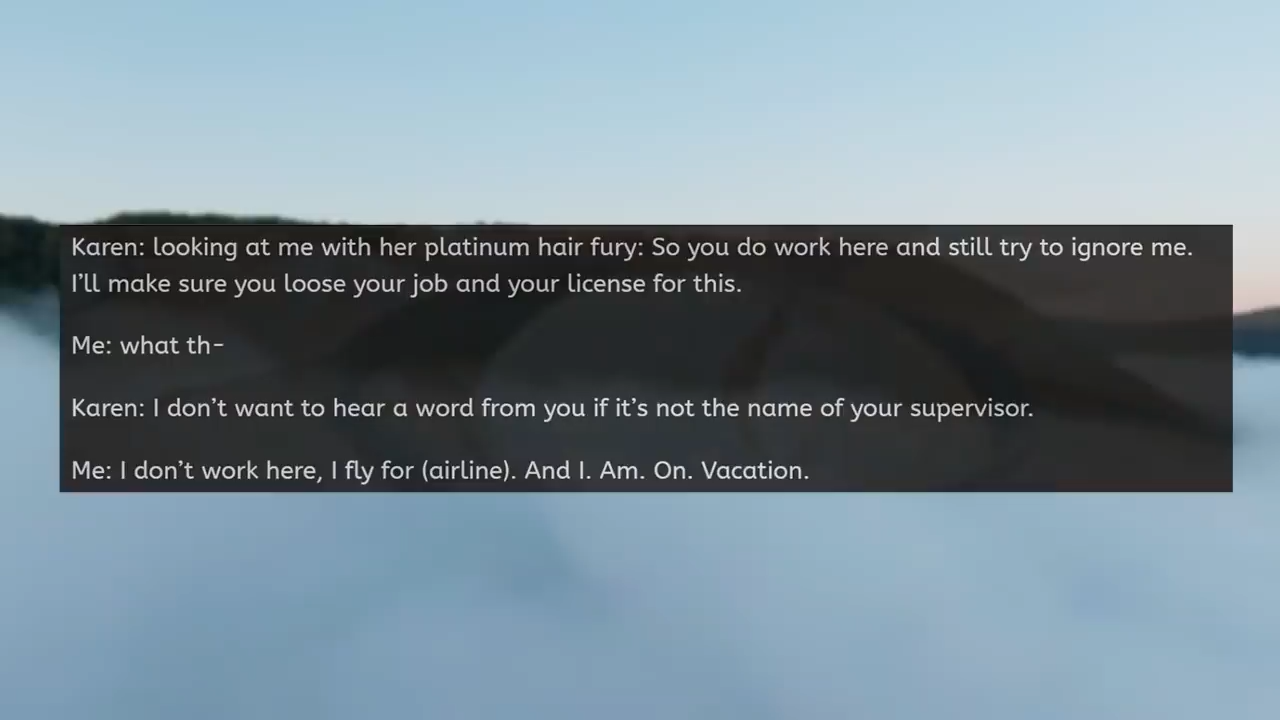 Karen: looking at me with her platinum hair fury: So you do work here and still try to ignore me.
I’ll make sure you loose your job and your license for this.
Me: what th-
Karen: I don’t want to hear a word from you if it’s not the name of your supervisor.
Me: I don’t work here, I fly for (airline). And I. Am. On. Vacation.